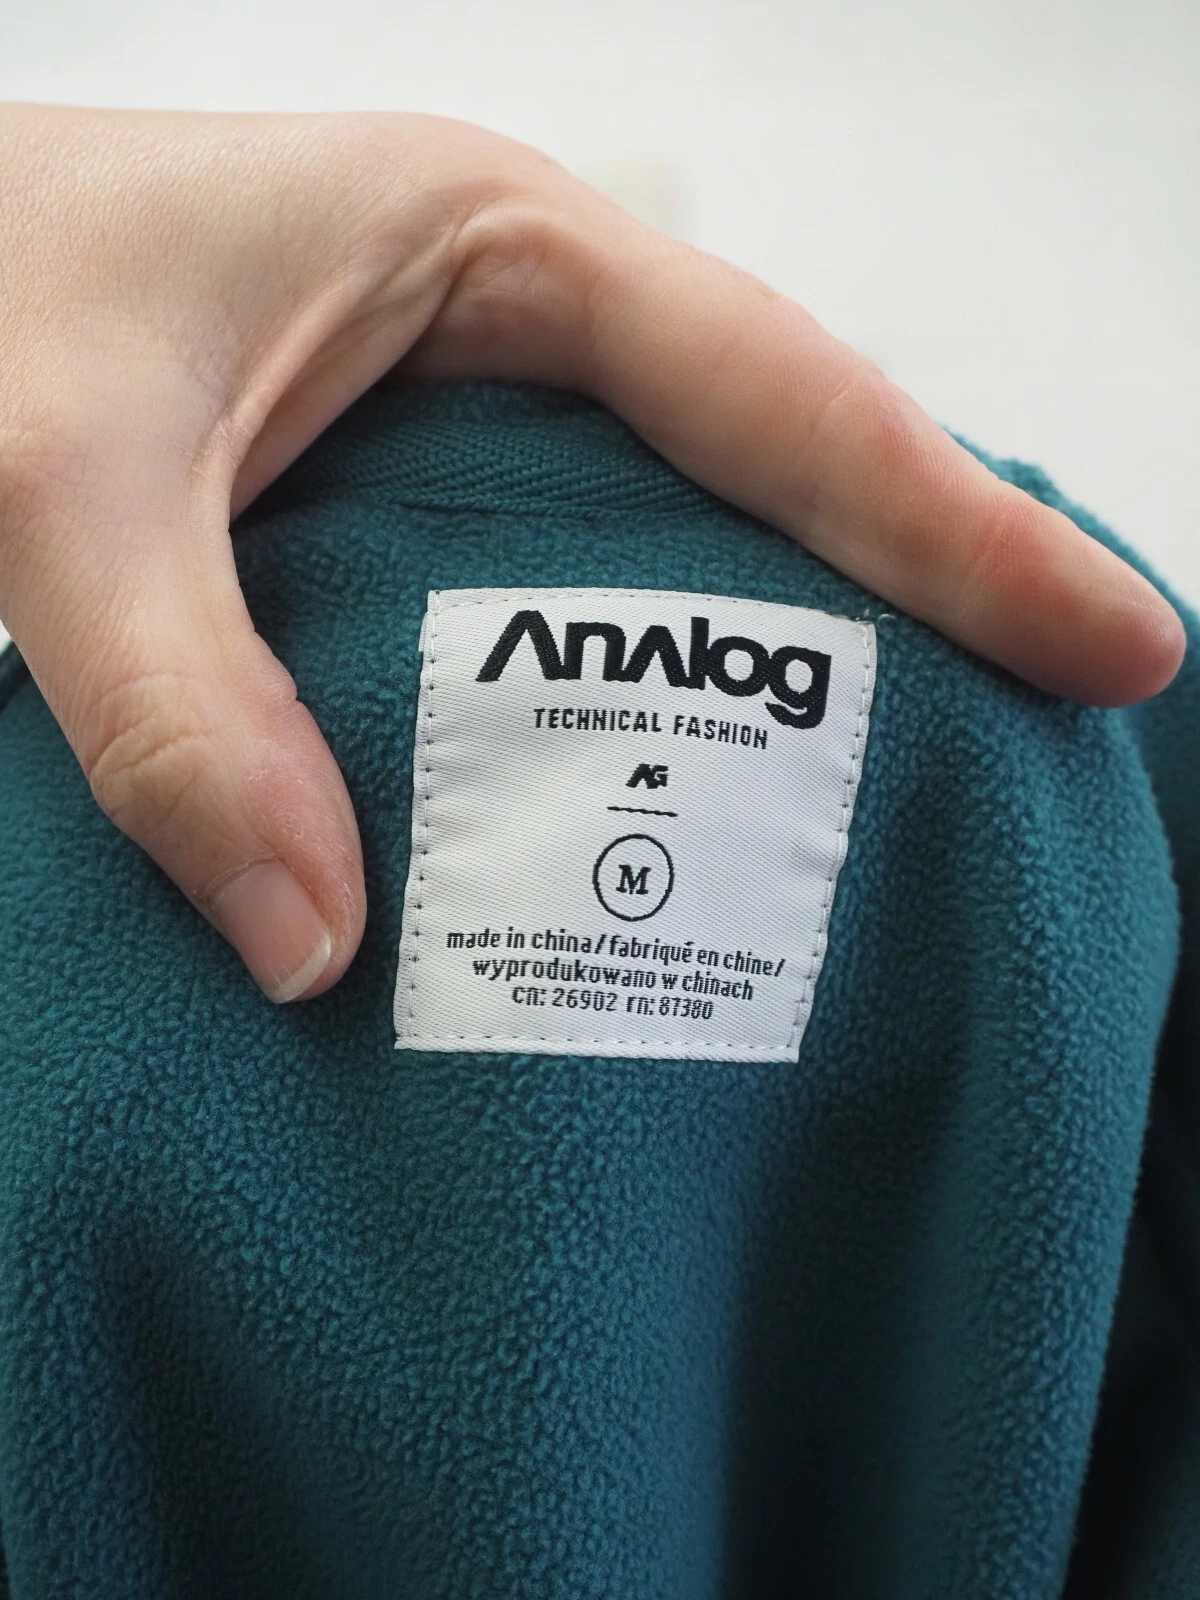 Analog
TECHNICAL FASHION
AG
M
made in china/fabriqué en chine/
wyprodukowano w chinach
cn: 26902 rn: 87380